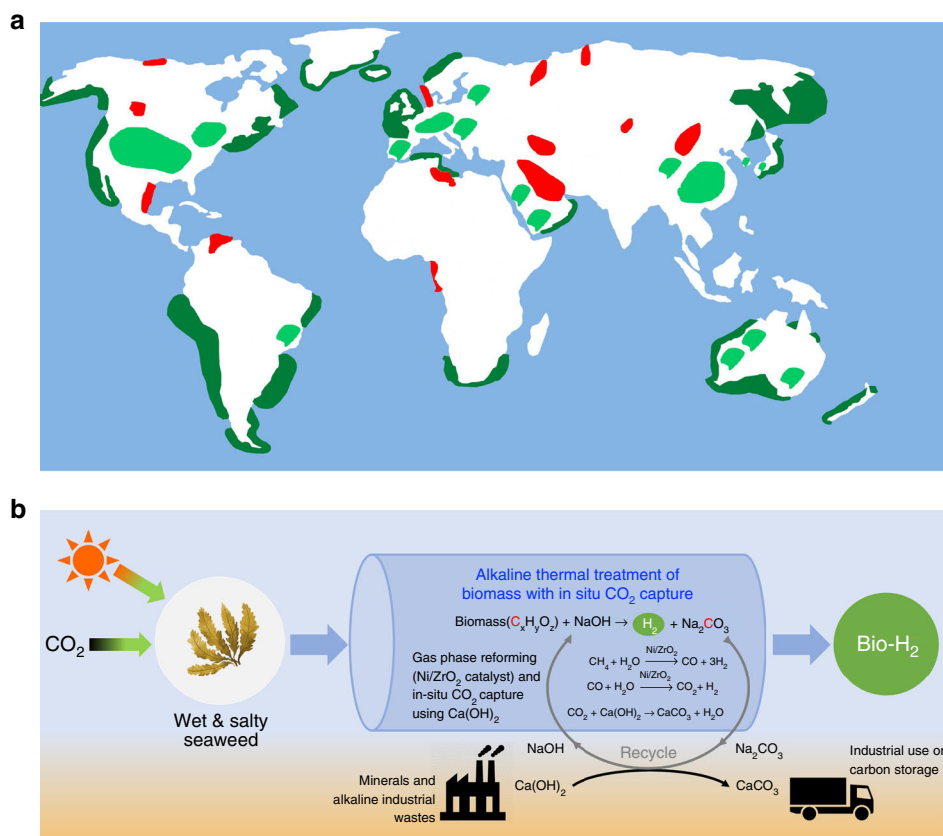 a
b
Alkaline thermal treatment of
biomass with in situ CO₂ capture
Biomass(CₓHᵧO_z) + NaOH → H₂ + Na₂CO₃
Gas phase reforming
(Ni/ZrO₂ catalyst) and
in-situ CO₂ capture
using Ca(OH)₂
Ni/ZrO₂
CH₄ + H₂O → CO + 3H₂
Ni/ZrO₂
CO + H₂O → CO₂ + H₂
CO₂ + Ca(OH)₂ → CaCO₃ + H₂O
CO₂
Wet & salty
seaweed
Bio-H₂
NaOH
Recycle
Na₂CO₃
Minerals and
alkaline industrial
wastes
Ca(OH)₂
CaCO₃
Industrial use or
carbon storage